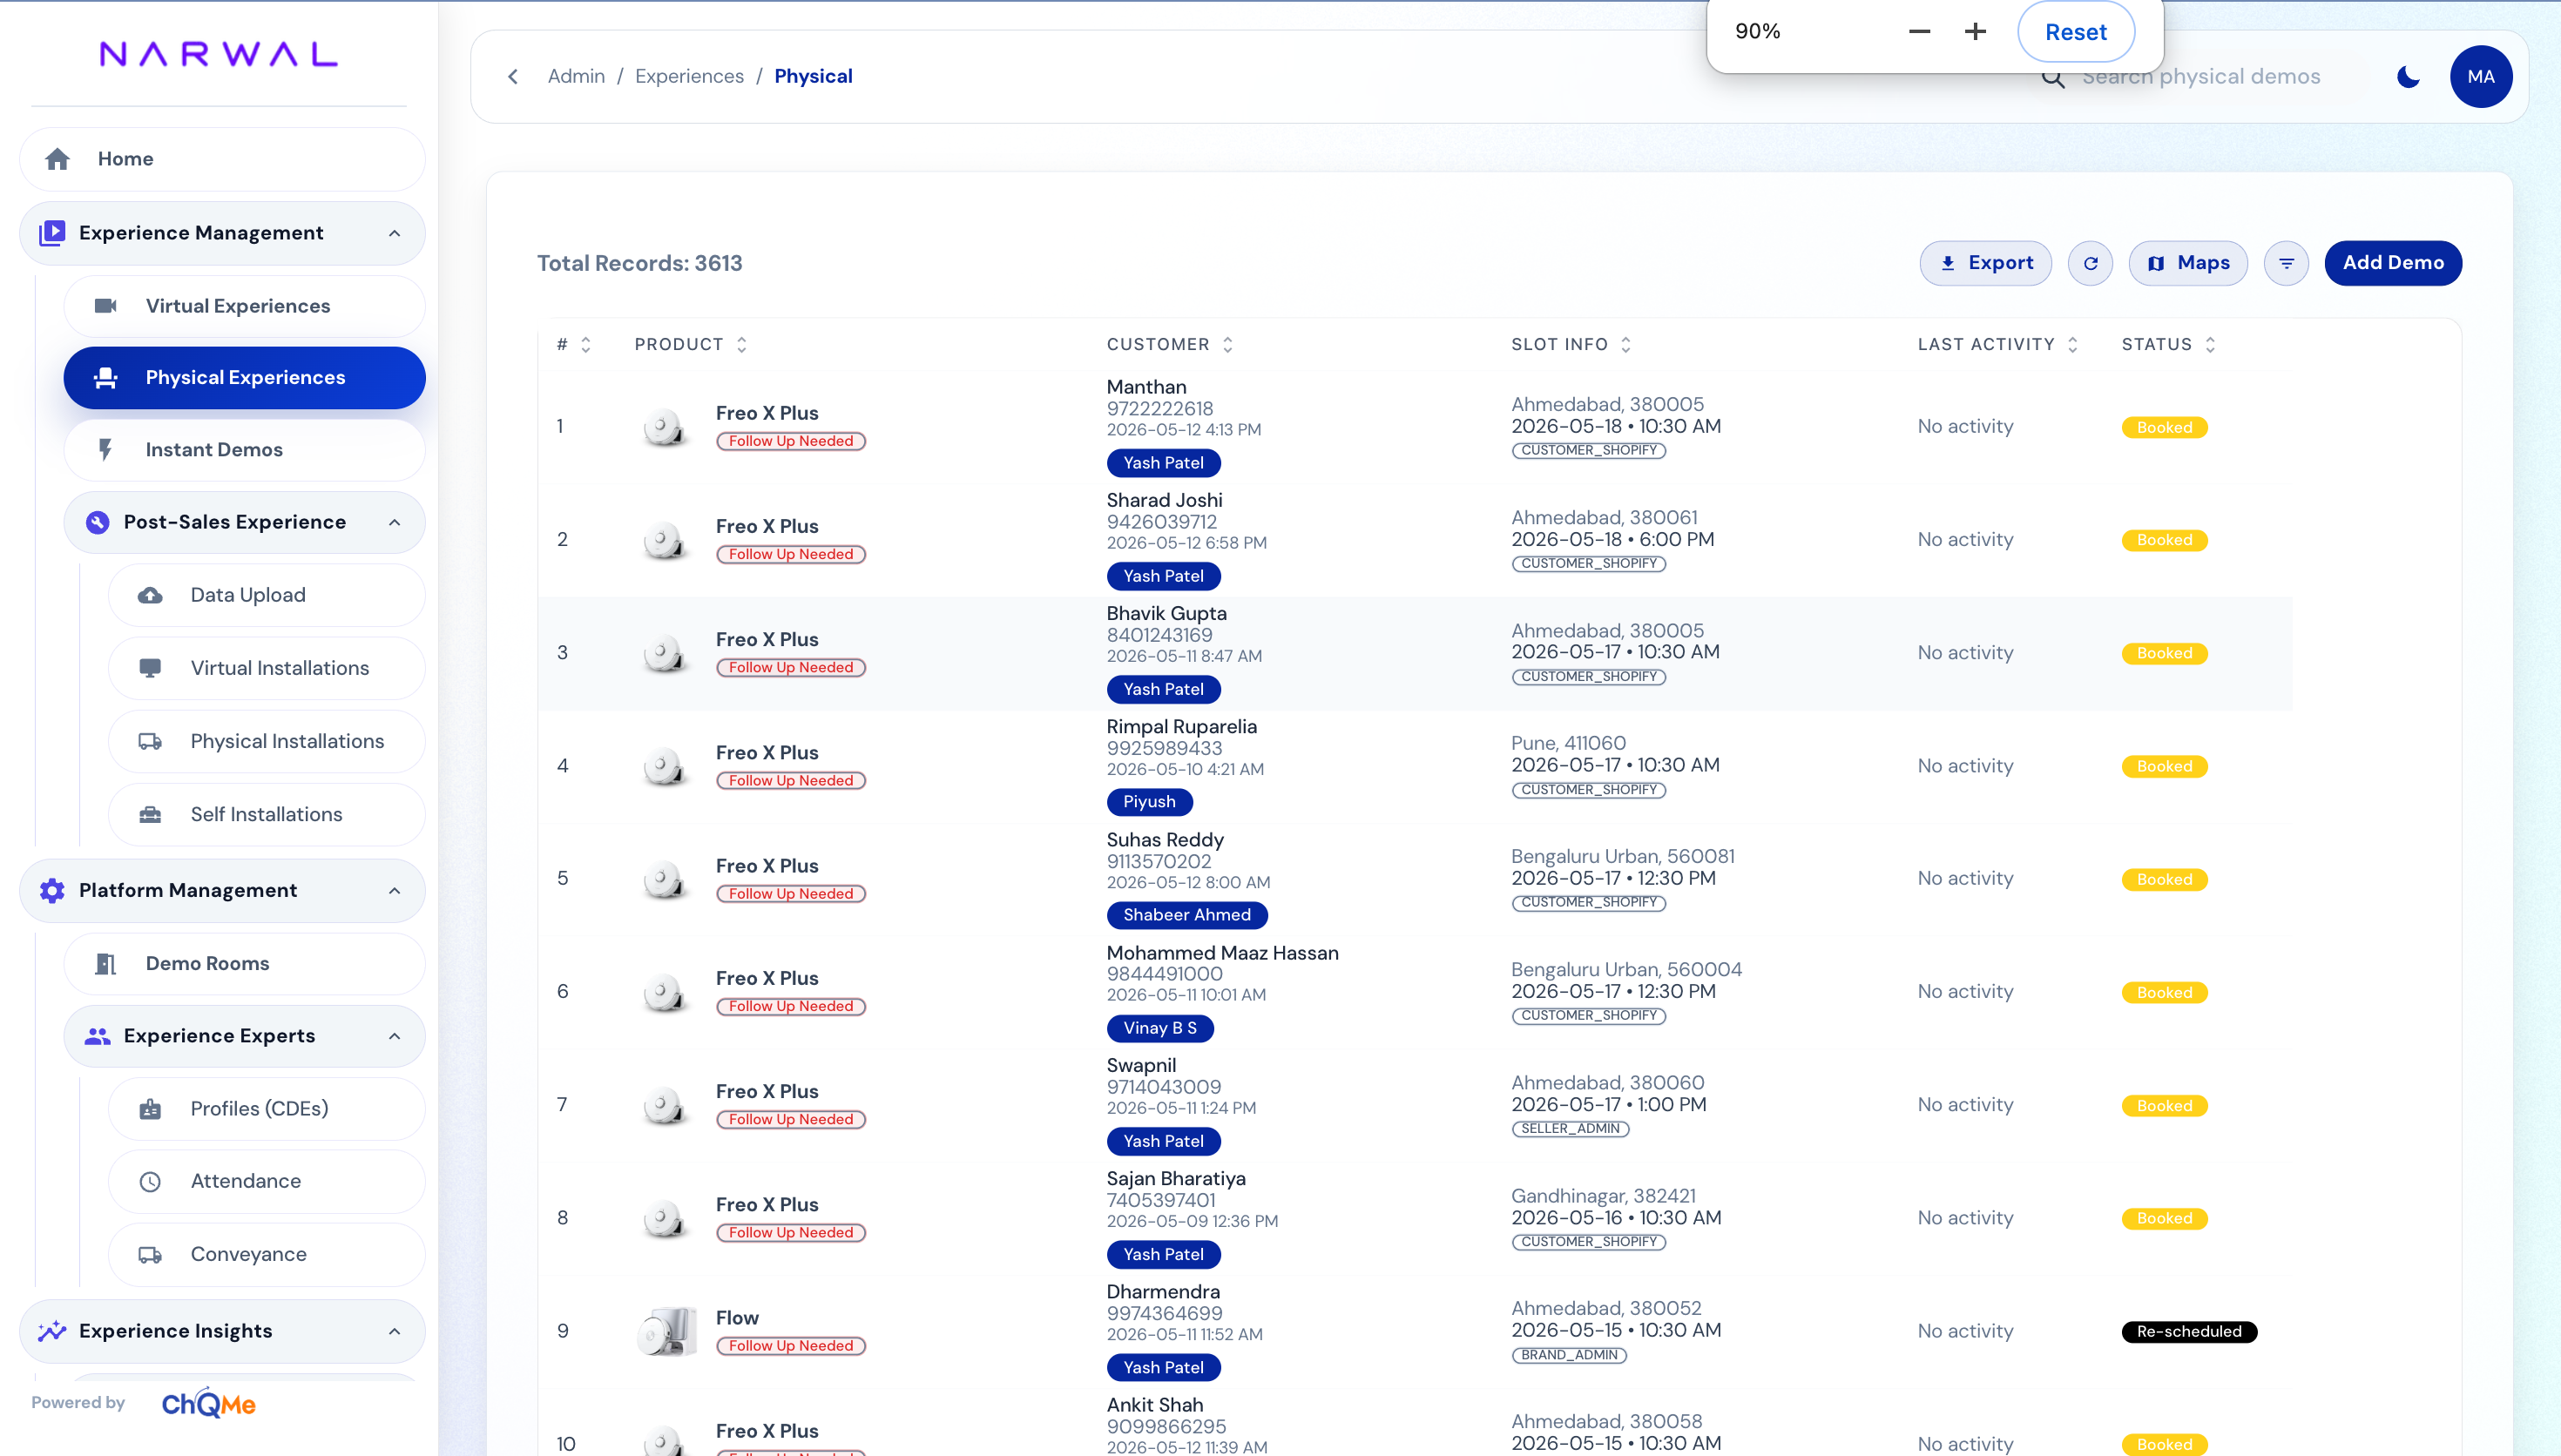 NARWAL
Home
Experience Management
Virtual Experiences
Physical Experiences
Instant Demos
Post-Sales Experience
Data Upload
Virtual Installations
Physical Installations
Self Installations
Platform Management
Demo Rooms
Experience Experts
Profiles (CDEs)
Attendance
Conveyance
Experience Insights
Powered by ChQMe
90% Reset
Admin / Experiences / Physical
Search physical demos
MA
Total Records: 3613
Export
Maps
Add Demo
# PRODUCT CUSTOMER SLOT INFO LAST ACTIVITY STATUS
1
Freo X Plus
Follow Up Needed
Manthan
9722222618
2026-05-12 4:13 PM
Yash Patel
Ahmedabad, 380005
2026-05-18 • 10:30 AM
CUSTOMER_SHOPIFY
No activity
Booked
2
Freo X Plus
Follow Up Needed
Sharad Joshi
9426039712
2026-05-12 6:58 PM
Yash Patel
Ahmedabad, 380061
2026-05-18 • 6:00 PM
CUSTOMER_SHOPIFY
No activity
Booked
3
Freo X Plus
Follow Up Needed
Bhavik Gupta
8401243169
2026-05-11 8:47 AM
Yash Patel
Ahmedabad, 380005
2026-05-17 • 10:30 AM
CUSTOMER_SHOPIFY
No activity
Booked
4
Freo X Plus
Follow Up Needed
Rimpal Ruparelia
9925989433
2026-05-10 4:21 AM
Piyush
Pune, 411060
2026-05-17 • 10:30 AM
CUSTOMER_SHOPIFY
No activity
Booked
5
Freo X Plus
Follow Up Needed
Suhas Reddy
9113570202
2026-05-12 8:00 AM
Shabeer Ahmed
Bengaluru Urban, 560081
2026-05-17 • 12:30 PM
CUSTOMER_SHOPIFY
No activity
Booked
6
Freo X Plus
Follow Up Needed
Mohammed Maaz Hassan
9844491000
2026-05-11 10:01 AM
Vinay B S
Bengaluru Urban, 560004
2026-05-17 • 12:30 PM
CUSTOMER_SHOPIFY
No activity
Booked
7
Freo X Plus
Follow Up Needed
Swapnil
9714043009
2026-05-11 1:24 PM
Yash Patel
Ahmedabad, 380060
2026-05-17 • 1:00 PM
SELLER_ADMIN
No activity
Booked
8
Freo X Plus
Follow Up Needed
Sajan Bharatiya
7405397401
2026-05-09 12:36 PM
Yash Patel
Gandhinagar, 382421
2026-05-16 • 10:30 AM
CUSTOMER_SHOPIFY
No activity
Booked
9
Flow
Follow Up Needed
Dharmendra
9974364699
2026-05-11 11:52 AM
Yash Patel
Ahmedabad, 380052
2026-05-15 • 10:30 AM
BRAND_ADMIN
No activity
Re-scheduled
10
Freo X Plus
Ankit Shah
9099866295
2026-05-12 11:39 AM
Ahmedabad, 380058
2026-05-15 • 10:30 AM
No activity
Booked